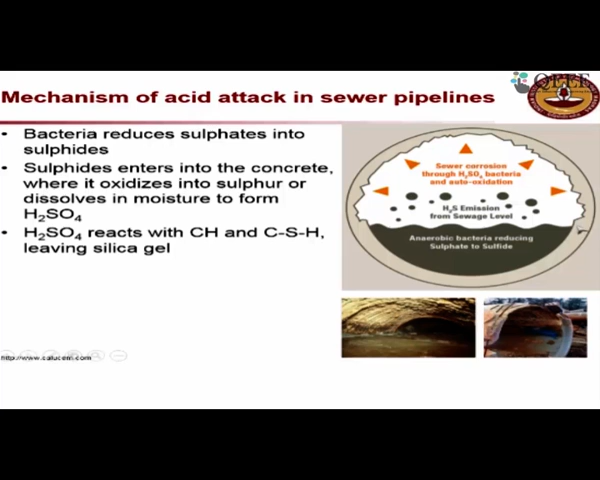 Mechanism of acid attack in sewer pipelines
• Bacteria reduces sulphates into
sulphides
• Sulphides enters into the concrete,
where it oxidizes into sulphur or
dissolves in moisture to form
H₂SO₄
• H₂SO₄ reacts with CH and C-S-H,
leaving silica gel
Sewer corrosion
through H₂SO₄ bacteria
and auto-oxidation
H₂S Emission
from Sewage Level
Anaerobic bacteria reducing
Sulphate to Sulfide
http://www.calucem.com